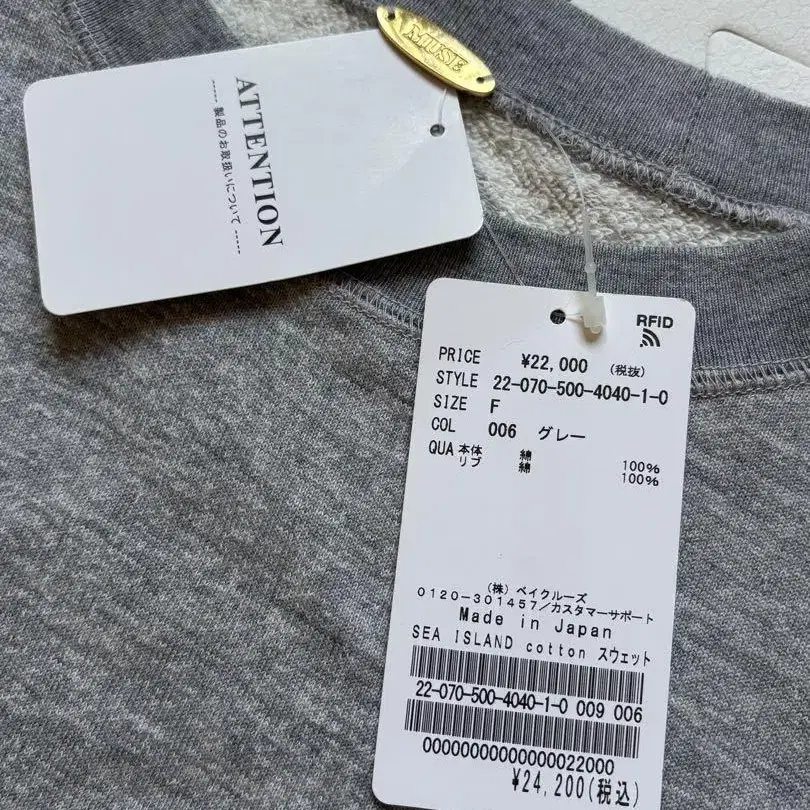 MUSE
ATTENTION
----- 製品のお取扱いについて -----
RFID
PRICE ¥22,000 (税抜)
STYLE 22-070-500-4040-1-0
SIZE F
COL 006 グレー
QUA 本体 綿 100%
リブ 綿 100%
(株) ベイクルーズ
0120-301457/カスタマーサポート
Made in Japan
SEA ISLAND cotton スウェット
22-070-500-4040-1-0 009 006
00000000000000022000
¥24,200(税込)